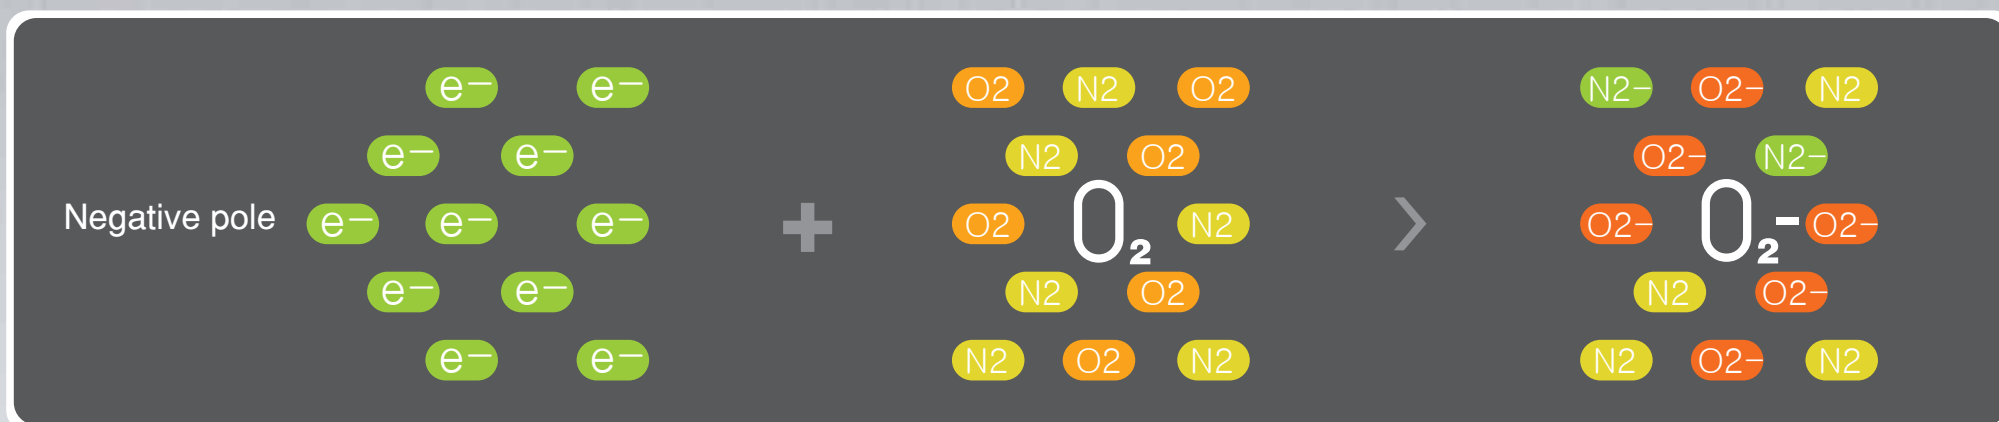 e— e— O2 N2 O2 N2− O2− N2
e— e— N2 O2 O2− N2−
Negative pole e— e— e— + O2 O₂ N2 > O2− O₂- O2−
e— e— N2 O2 N2 O2−
e— e— N2 O2 N2 N2 O2− N2